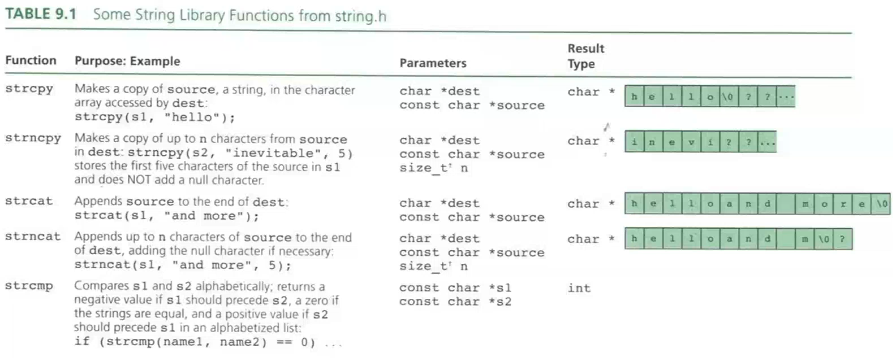 TABLE 9.1 Some String Library Functions from string.h
Function Purpose: Example Parameters Result Type
strcpy Makes a copy of source, a string, in the character char *dest char * h e l l o \0 ? ? ...
array accessed by dest: const char *source
strcpy(s1, "hello");
strncpy Makes a copy of up to n characters from source char *dest char * i n e v i ? ? ...
in dest: strncpy(s2, "inevitable", 5) const char *source
stores the first five characters of the source in s1 size_t† n
and does NOT add a null character.
strcat Appends source to the end of dest: char *dest char * h e l l o a n d m o r e \0
strcat(s1, "and more"); const char *source
strncat Appends up to n characters of source to the end char *dest char * h e l l o a n d m \0 ?
of dest, adding the null character if necessary: const char *source
strncat(s1, "and more", 5); size_t† n
strcmp Compares s1 and s2 alphabetically; returns a const char *s1 int
negative value if s1 should precede s2, a zero if const char *s2
the strings are equal, and a positive value if s2
should precede s1 in an alphabetized list:
if (strcmp(name1, name2) == 0) ...